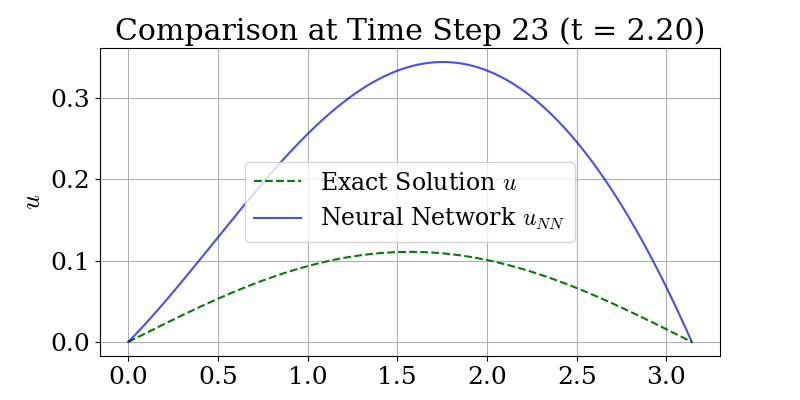 Comparison at Time Step 23 (t = 2.20)
0.3
0.2
0.1
0.0
u
Exact Solution u
Neural Network u_NN
0.0 0.5 1.0 1.5 2.0 2.5 3.0